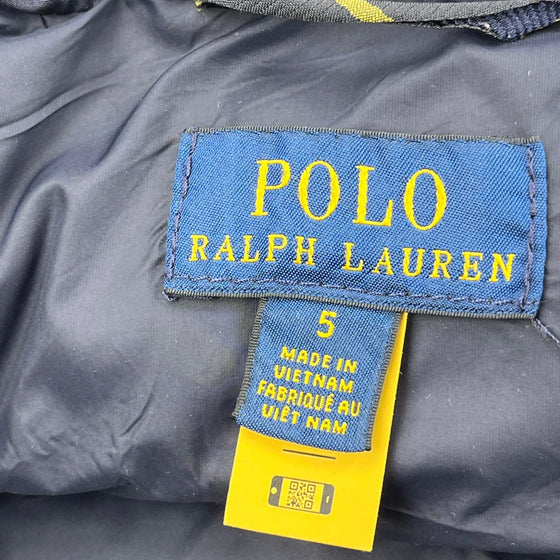 POLO
RALPH LAUREN
5
MADE IN
VIETNAM
FABRIQUÉ AU
VIÊT NAM